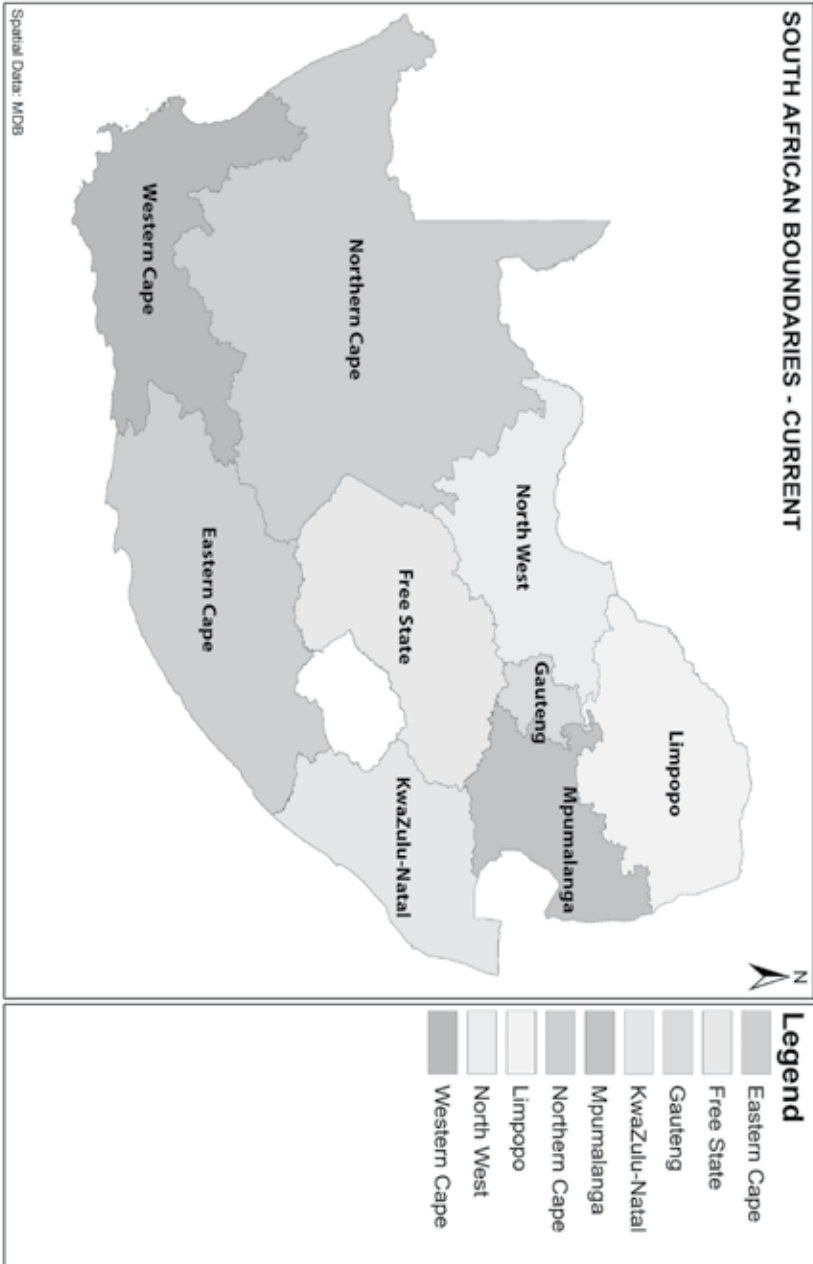 SOUTH AFRICAN BOUNDARIES - CURRENT
N
Limpopo
Mpumalanga
Gauteng
North West
Free State
KwaZulu-Natal
Northern Cape
Eastern Cape
Western Cape
Spatial Data: MDB
Legend
Eastern Cape
Free State
Gauteng
KwaZulu-Natal
Mpumalanga
Northern Cape
Limpopo
North West
Western Cape